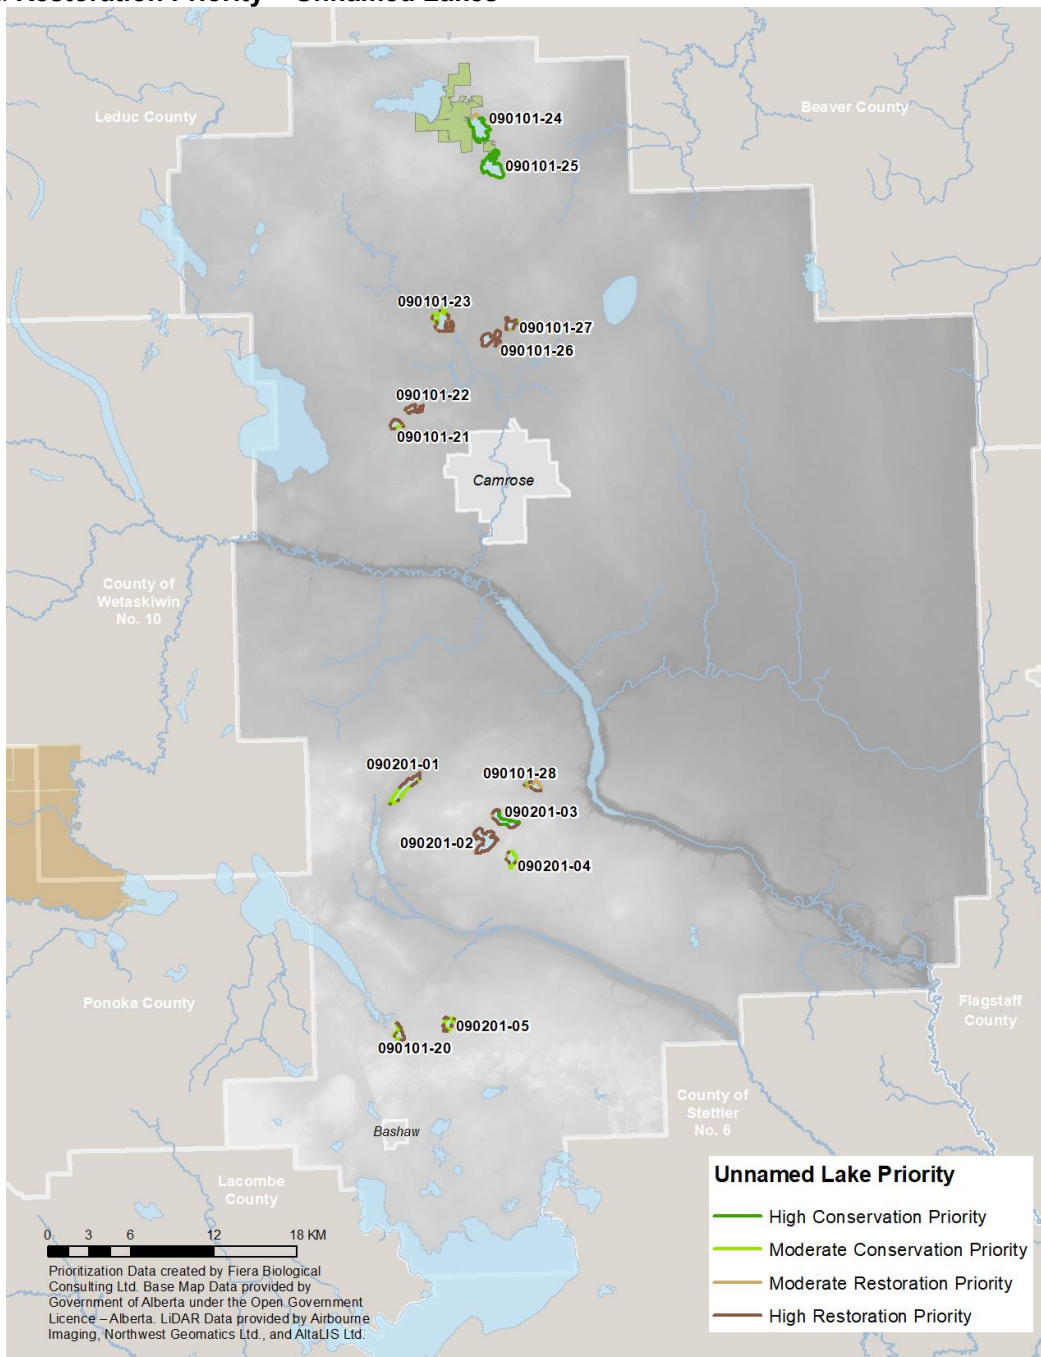 Restoration Priority
Unnamed Lakes
Leduc County
Beaver County
090101-24
090101-25
090101-23
090101-27
090101-26
090101-22
090101-21
Camrose
County of
Wetaskiwin
No. 10
090201-01
090101-28
090201-03
090201-02
090201-04
Ponoka County
Flagstaff
County
090201-05
090101-20
County of
Stettler
No. 6
Bashaw
Lacombe
County
Unnamed Lake Priority
High Conservation Priority
Moderate Conservation Priority
Moderate Restoration Priority
High Restoration Priority
0 3 6 12 18 KM
Prioritization Data created by Fiera Biological
Consulting Ltd. Base Map Data provided by
Government of Alberta under the Open Government
Licence – Alberta. LiDAR Data provided by Airbourne
Imaging, Northwest Geomatics Ltd., and AltaLIS Ltd.